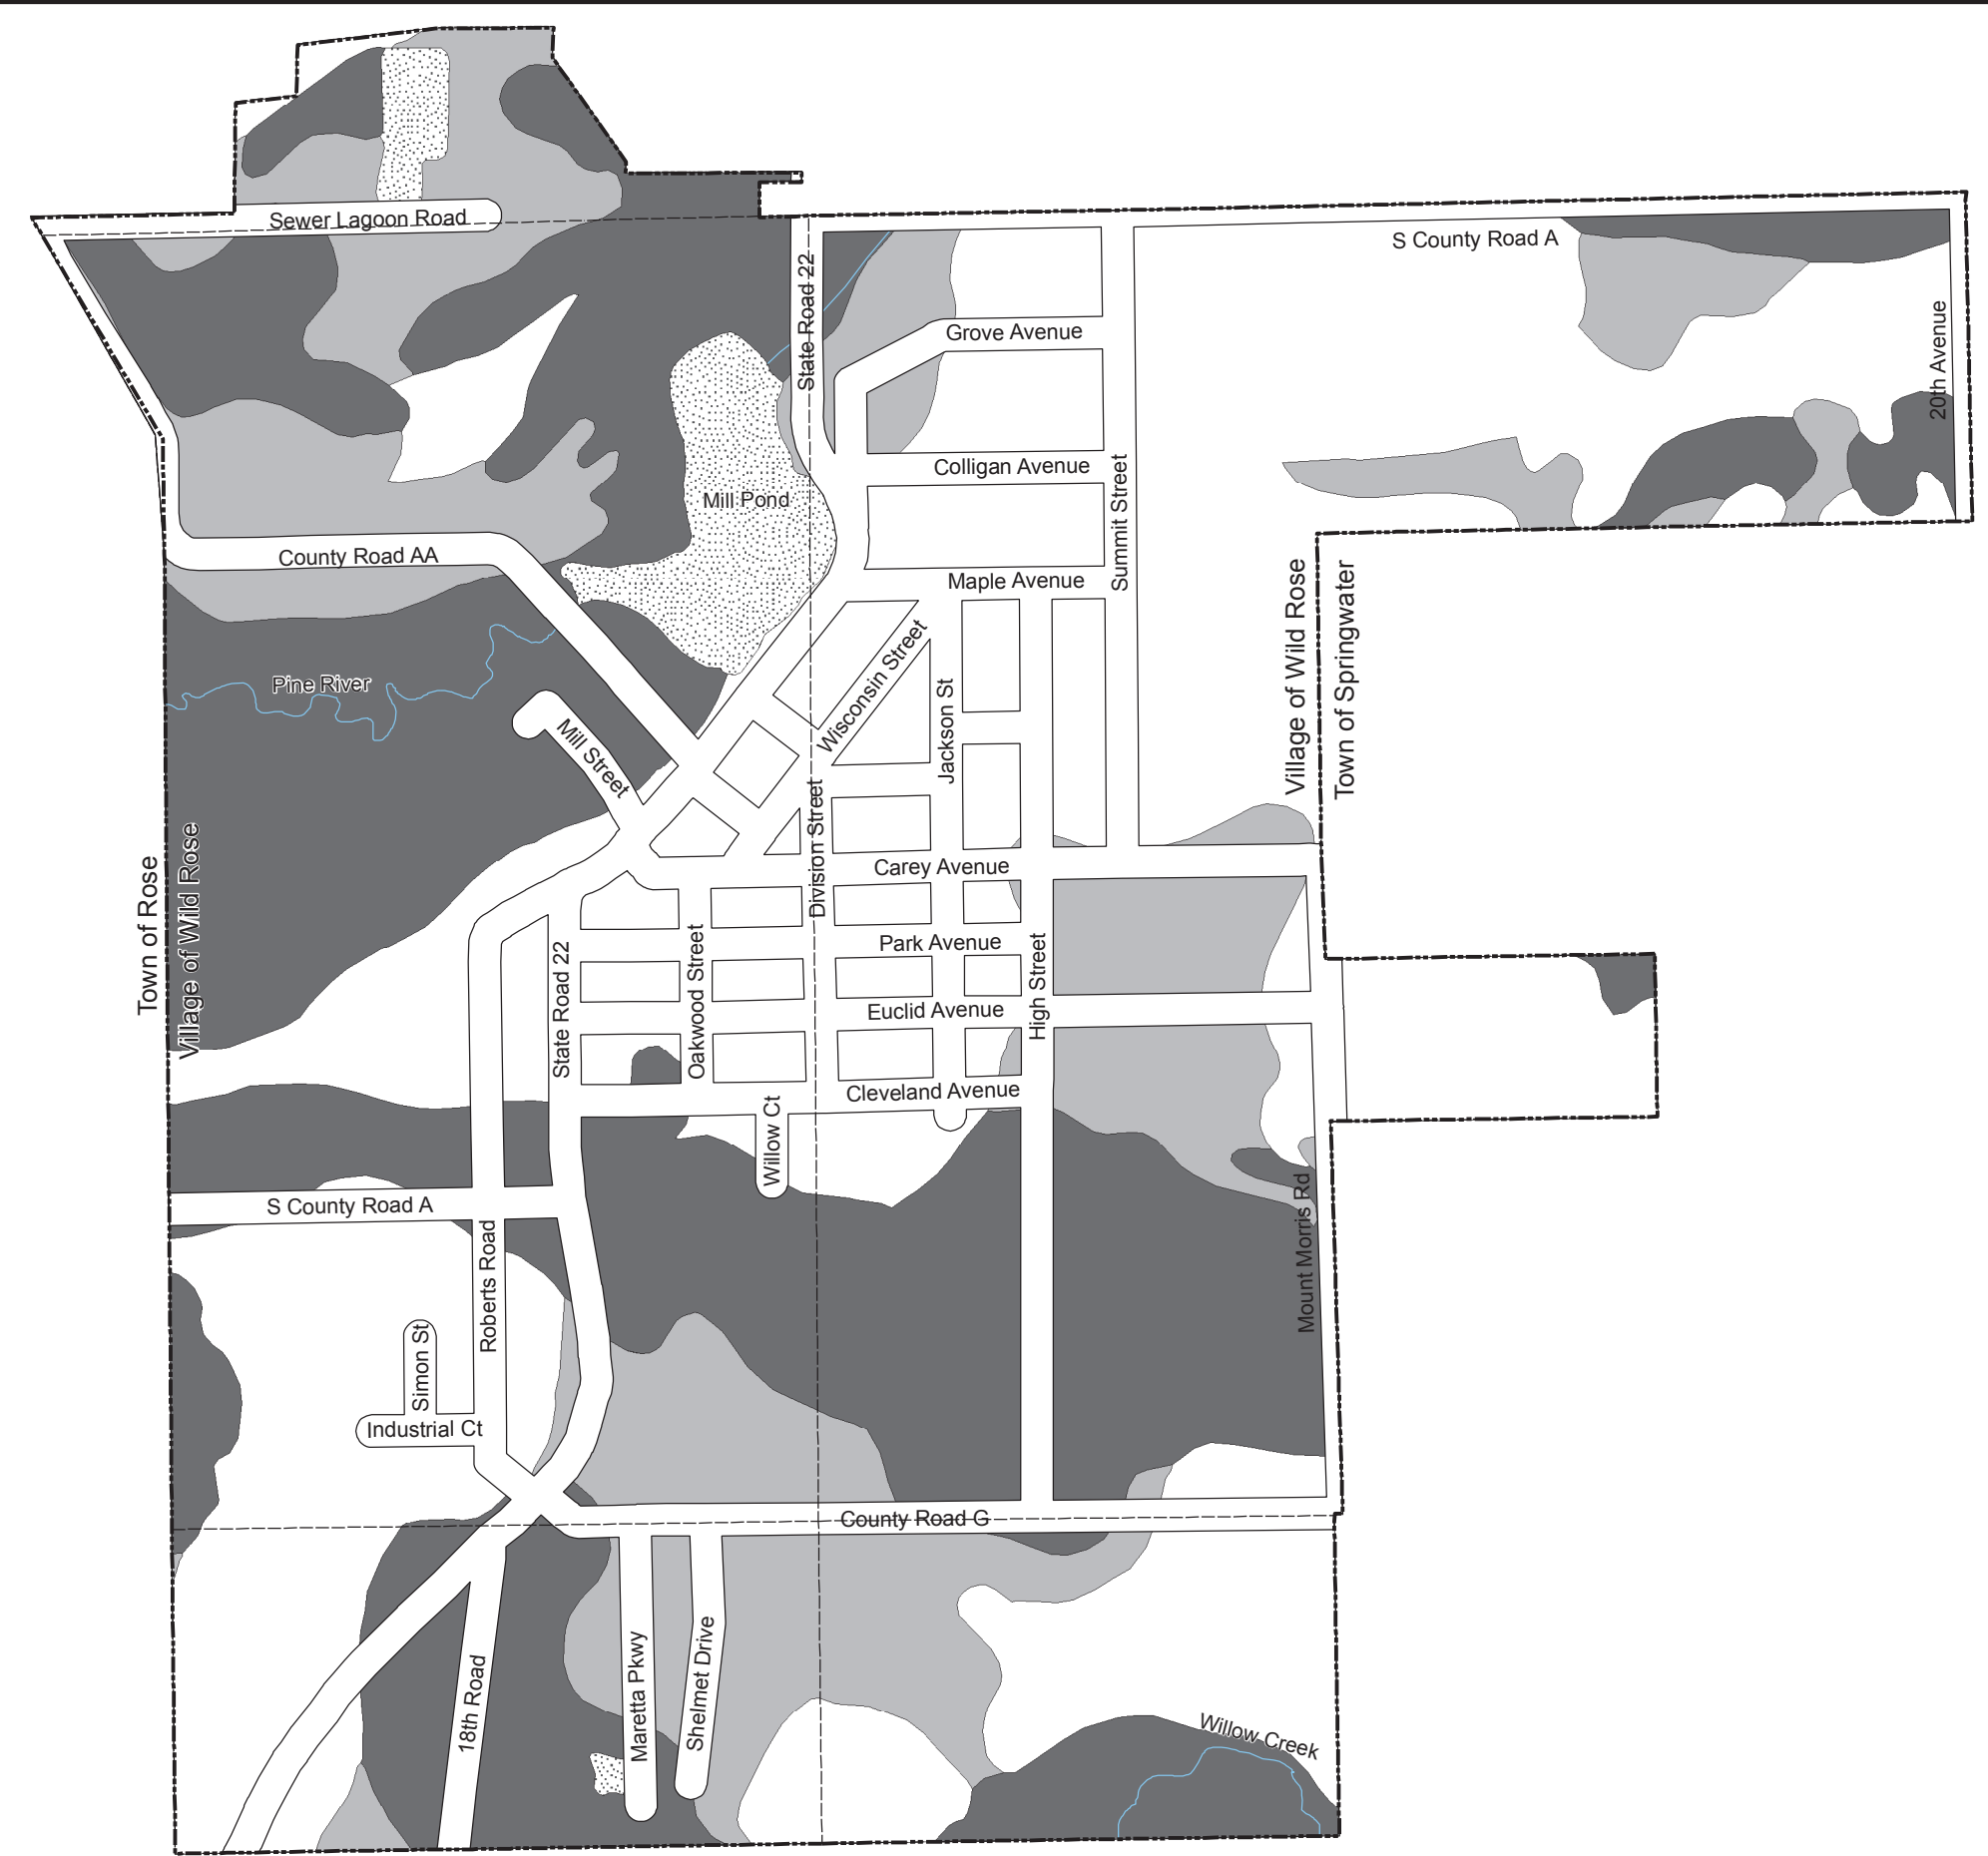 Sewer Lagoon Road
S County Road A
State Road 22
Grove Avenue
20th Avenue
Colligan Avenue
Mill Pond
Summit Street
County Road AA
Maple Avenue
Village of Wild Rose
Town of Springwater
Pine River
Wisconsin Street
Jackson St
Mill Street
Division Street
Carey Avenue
Town of Rose
Village of Wild Rose
Park Avenue
State Road 22
Oakwood Street
High Street
Euclid Avenue
Cleveland Avenue
Willow Ct
S County Road A
Mount Morris Rd
Roberts Road
Simon St
Industrial Ct
County Road G
18th Road
Maretta Pkwy
Shelmet Drive
Willow Creek